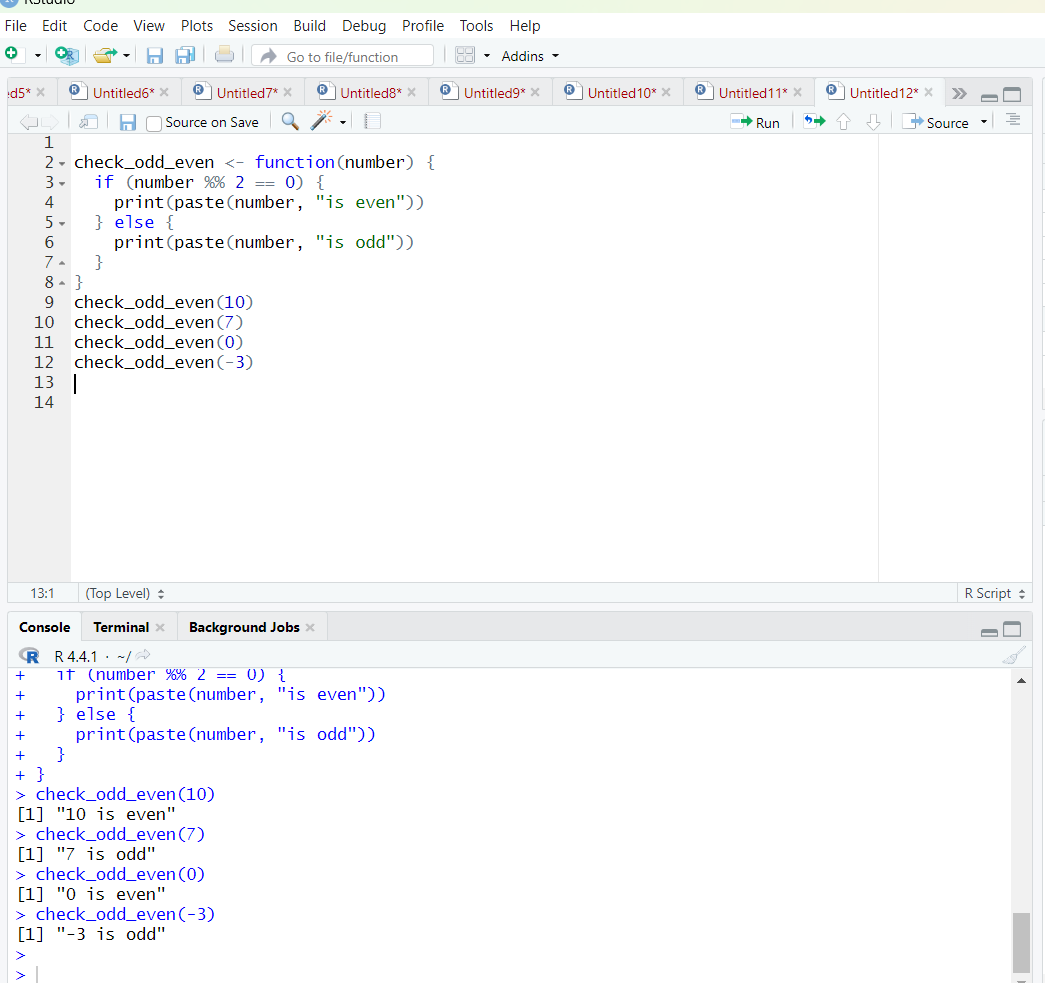 RStudio
File Edit Code View Plots Session Build Debug Profile Tools Help
Go to file/function Addins
ed5* Untitled6* Untitled7* Untitled8* Untitled9* Untitled10* Untitled11* Untitled12*
Source on Save Run Source
1
2 check_odd_even <- function(number) {
3   if (number %% 2 == 0) {
4     print(paste(number, "is even"))
5   } else {
6     print(paste(number, "is odd"))
7   }
8 }
9 check_odd_even(10)
10 check_odd_even(7)
11 check_odd_even(0)
12 check_odd_even(-3)
13
14
13:1 (Top Level) R Script
Console Terminal Background Jobs
R R 4.4.1 · ~/
+   if (number %% 2 == 0) {
+     print(paste(number, "is even"))
+   } else {
+     print(paste(number, "is odd"))
+   }
+ }
> check_odd_even(10)
[1] "10 is even"
> check_odd_even(7)
[1] "7 is odd"
> check_odd_even(0)
[1] "0 is even"
> check_odd_even(-3)
[1] "-3 is odd"
>
>